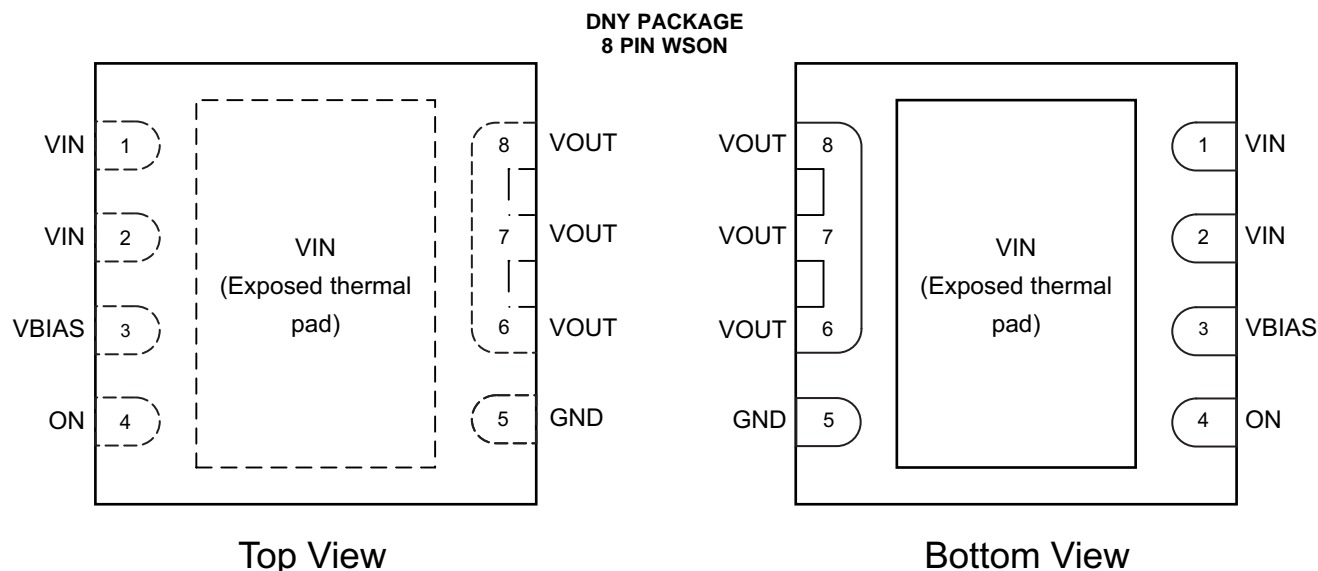 DNY PACKAGE
8 PIN WSON
VIN 1 8 VOUT
VIN 2 7 VOUT
VBIAS 3 6 VOUT
ON 4 5 GND
VIN
(Exposed thermal
pad)
Top View
VOUT 8 1 VIN
VOUT 7 2 VIN
VOUT 6 3 VBIAS
GND 5 4 ON
VIN
(Exposed thermal
pad)
Bottom View